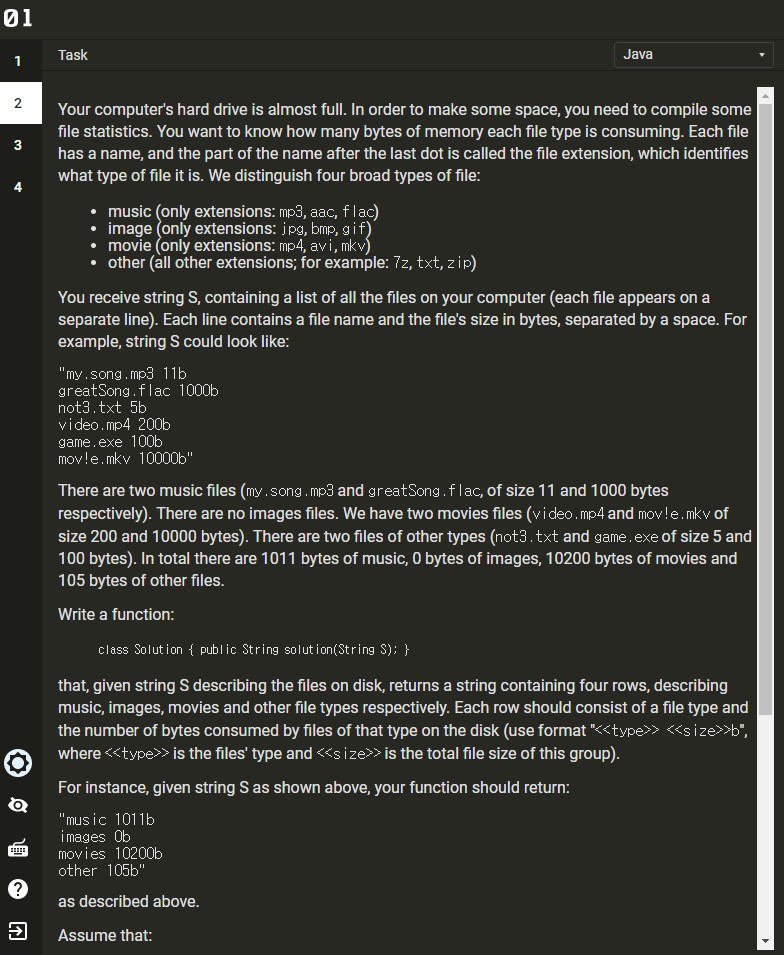 01
1
2
3
4
Task
Java
Your computer's hard drive is almost full. In order to make some space, you need to compile some
file statistics. You want to know how many bytes of memory each file type is consuming. Each file
has a name, and the part of the name after the last dot is called the file extension, which identifies
what type of file it is. We distinguish four broad types of file:
• music (only extensions: mp3, aac, flac)
• image (only extensions: jpg, bmp, gif)
• movie (only extensions: mp4, avi, mkv)
• other (all other extensions; for example: 7z, txt, zip)
You receive string S, containing a list of all the files on your computer (each file appears on a
separate line). Each line contains a file name and the file's size in bytes, separated by a space. For
example, string S could look like:
"my.song.mp3 11b
greatSong.flac 1000b
not3.txt 5b
video.mp4 200b
game.exe 100b
mov!e.mkv 10000b"
There are two music files (my.song.mp3 and greatSong.flac, of size 11 and 1000 bytes
respectively). There are no images files. We have two movies files (video.mp4 and mov!e.mkv of
size 200 and 10000 bytes). There are two files of other types (not3.txt and game.exe of size 5 and
100 bytes). In total there are 1011 bytes of music, 0 bytes of images, 10200 bytes of movies and
105 bytes of other files.
Write a function:
class Solution { public String solution(String S); }
that, given string S describing the files on disk, returns a string containing four rows, describing
music, images, movies and other file types respectively. Each row should consist of a file type and
the number of bytes consumed by files of that type on the disk (use format "<<type>> <<size>>b",
where <<type>> is the files' type and <<size>> is the total file size of this group).
For instance, given string S as shown above, your function should return:
"music 1011b
images 0b
movies 10200b
other 105b"
as described above.
Assume that: